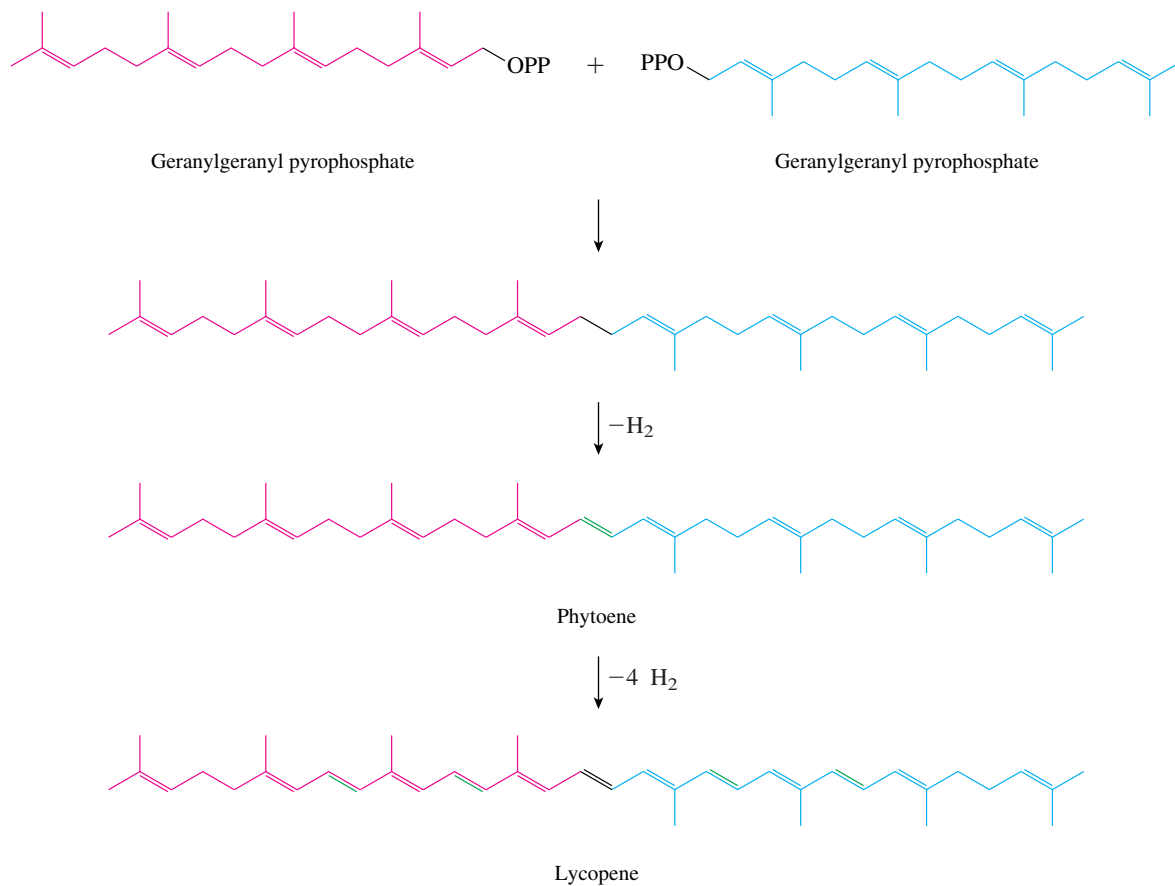 OPP + PPO
Geranylgeranyl pyrophosphate Geranylgeranyl pyrophosphate
−H₂
Phytoene
−4 H₂
Lycopene